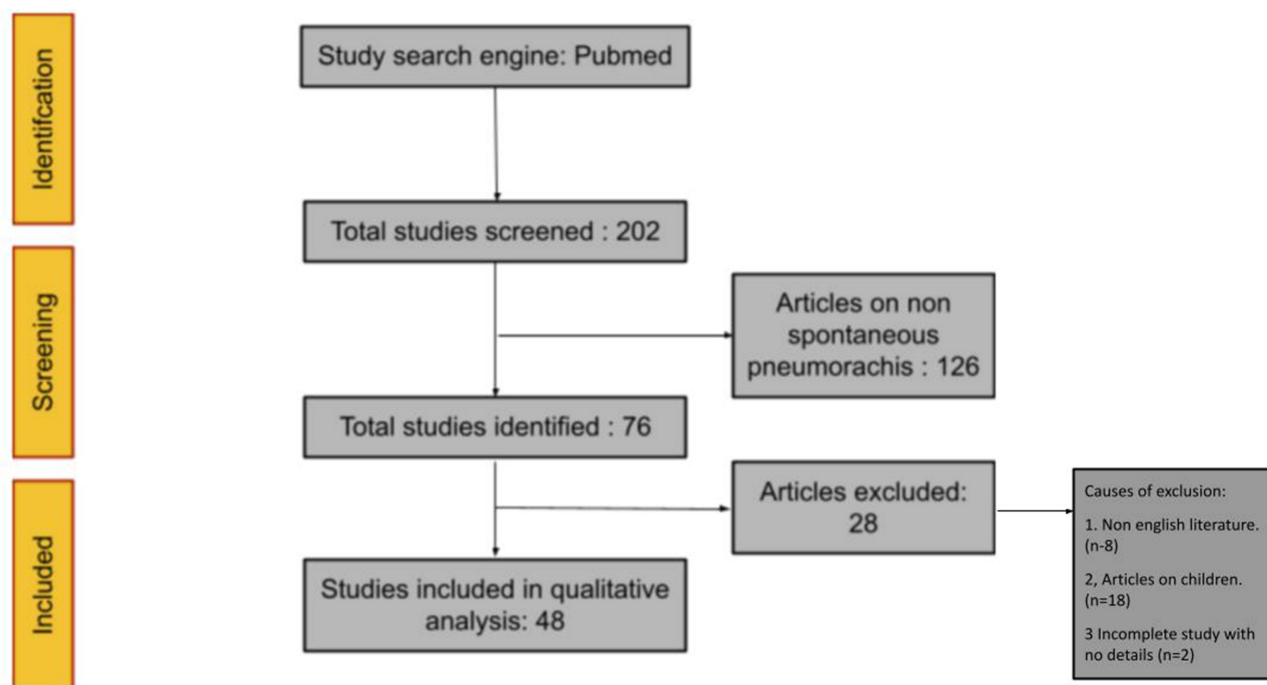 Identifcation
Study search engine: Pubmed
Total studies screened : 202
Screening
Articles on non
spontaneous
pneumorachis : 126
Total studies identified : 76
Included
Articles excluded:
28
Causes of exclusion:
1. Non english literature.
(n-8)
2, Articles on children.
(n=18)
3 Incomplete study with
no details (n=2)
Studies included in qualitative
analysis: 48